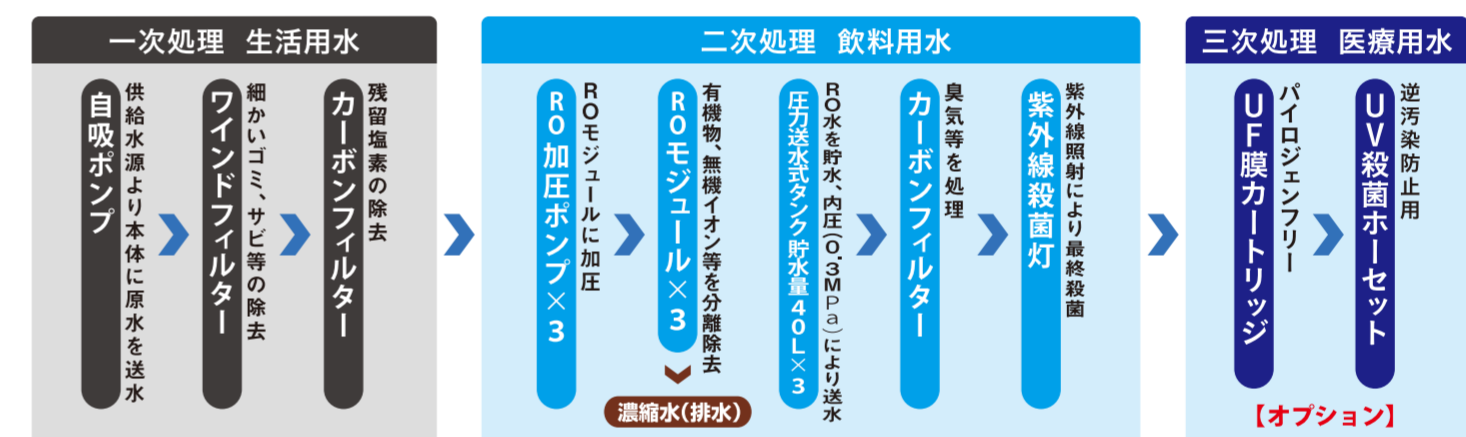 一次処理 生活用水
自吸ポンプ
供給水源より本体に原水を送水
ワインドフィルター
細かいゴミ、サビ等の除去
カーボンフィルター
残留塩素の除去
二次処理 飲料用水
RO加圧ポンプ×3
ROモジュールに加圧
ROモジュール×3
有機物、無機イオン等を分離除去
濃縮水(排水)
圧力送水式タンク貯水量40L×3
RO水を貯水、内圧(0.3MPa)により送水
カーボンフィルター
臭気等を処理
紫外線殺菌灯
紫外線照射により最終殺菌
三次処理 医療用水
UF膜カートリッジ
パイロジェンフリー
UV殺菌ホーセット
逆汚染防止用
【オプション】